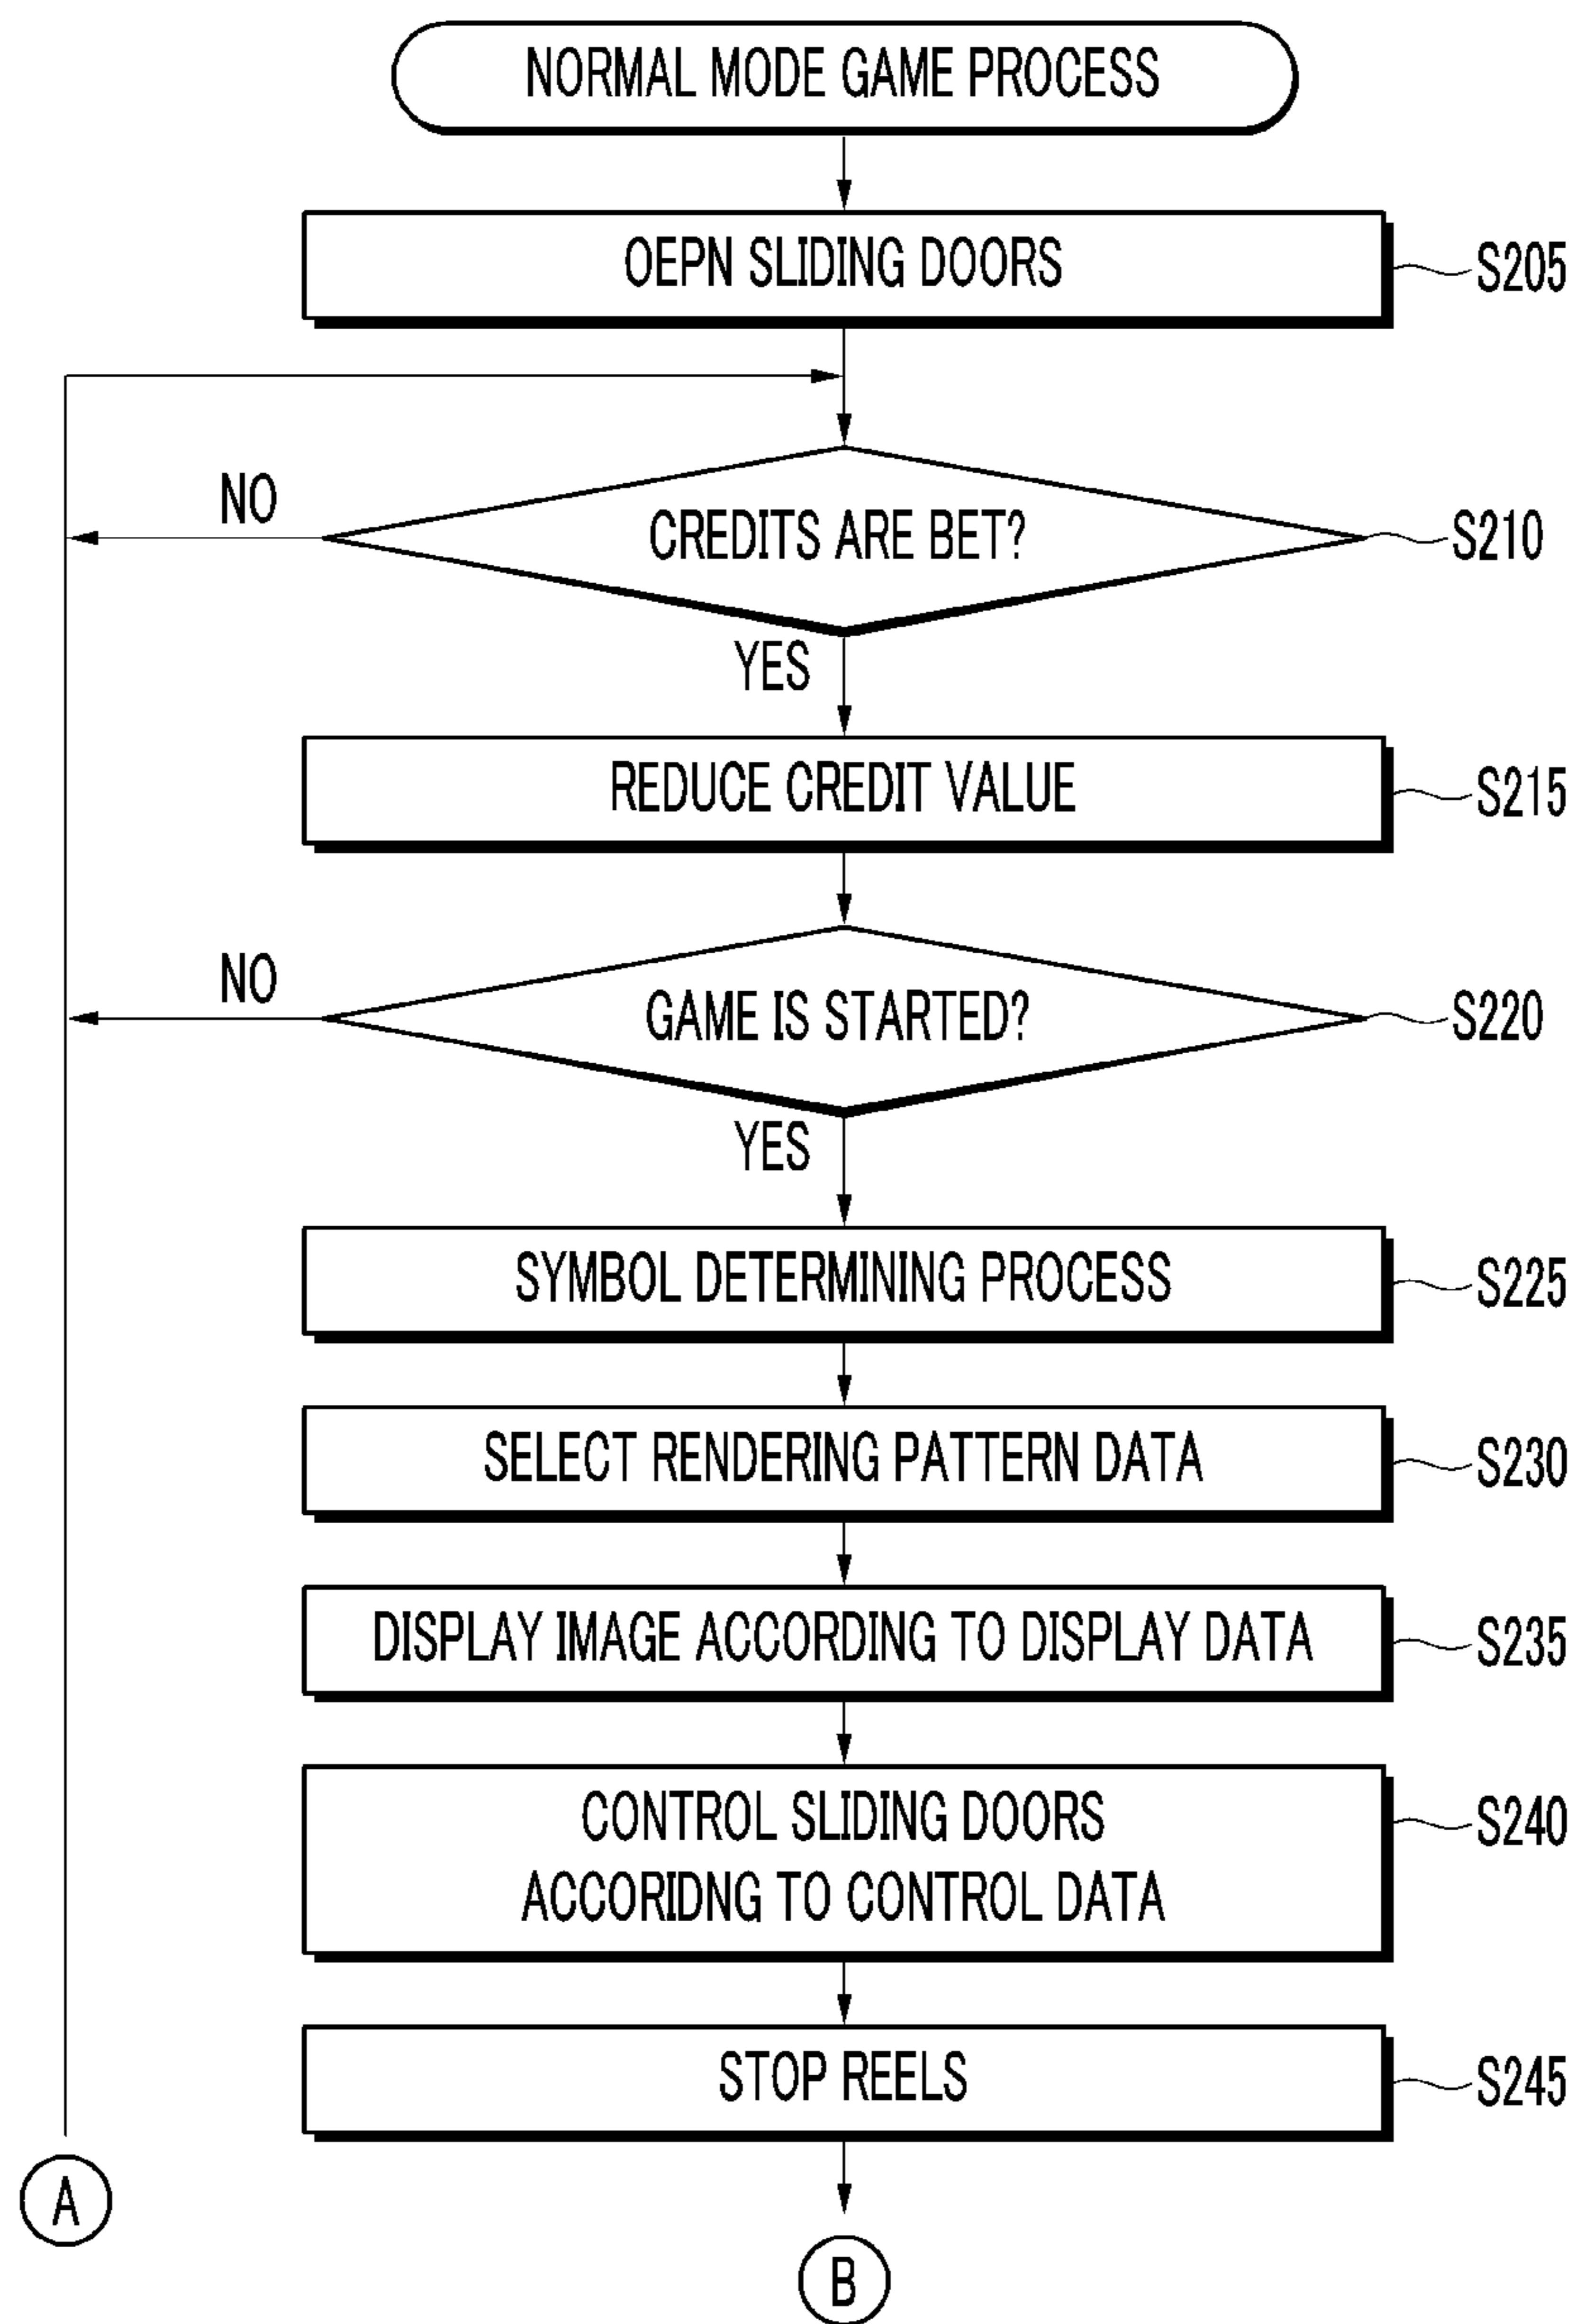 NORMAL MODE GAME PROCESS
OEPN SLIDING DOORS
S205
NO
CREDITS ARE BET?
S210
YES
REDUCE CREDIT VALUE
S215
NO
GAME IS STARTED?
S220
YES
SYMBOL DETERMINING PROCESS
S225
SELECT RENDERING PATTERN DATA
S230
DISPLAY IMAGE ACCORDING TO DISPLAY DATA
S235
CONTROL SLIDING DOORS
S240
ACCORIDNG TO CONTROL DATA
STOP REELS
S245
A
B